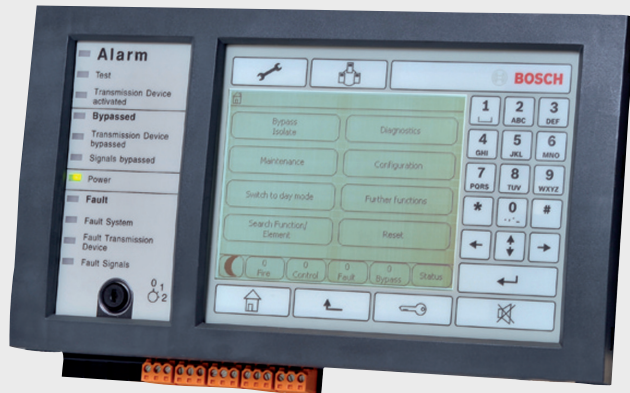 Alarm
Test
Transmission Device
activated
Bypassed
Transmission Device
bypassed
Signals bypassed
Power
Fault
Fault System
Fault Transmission
Device
Fault Signals
0 1
2
BOSCH
Bypass
Isolate
Diagnostics
Maintenance
Configuration
Switch to day mode
Further functions
Search Function/
Element
Reset
0
Fire
0
Control
0
Fault
0
Bypass
Status
1
2
ABC
3
DEF
4
GHI
5
JKL
6
MNO
7
PQRS
8
TUV
9
WXYZ
*
0
#